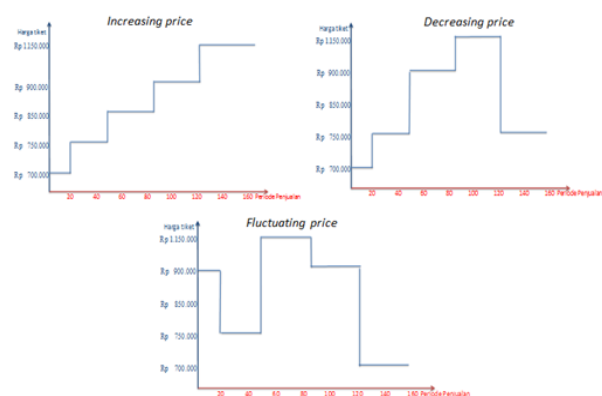 Increasing price
Harga tiket
Rp 1150.000
Rp 900.000
Rp 850.000
Rp 750.000
Rp 700.000
20 40 60 80 100 120 140 160 Periode Penjualan
Decreasing price
Harga tiket
Rp 1.150.000
Rp 900.000
Rp 850.000
Rp 750.000
Rp 700.000
20 40 60 80 100 120 140 160 Periode Penjualan
Fluctuating price
Harga tiket
Rp 1.150.000
Rp 900.000
Rp 850.000
Rp 750.000
Rp 700.000
20 40 60 80 100 120 140 160 Periode Penjualan